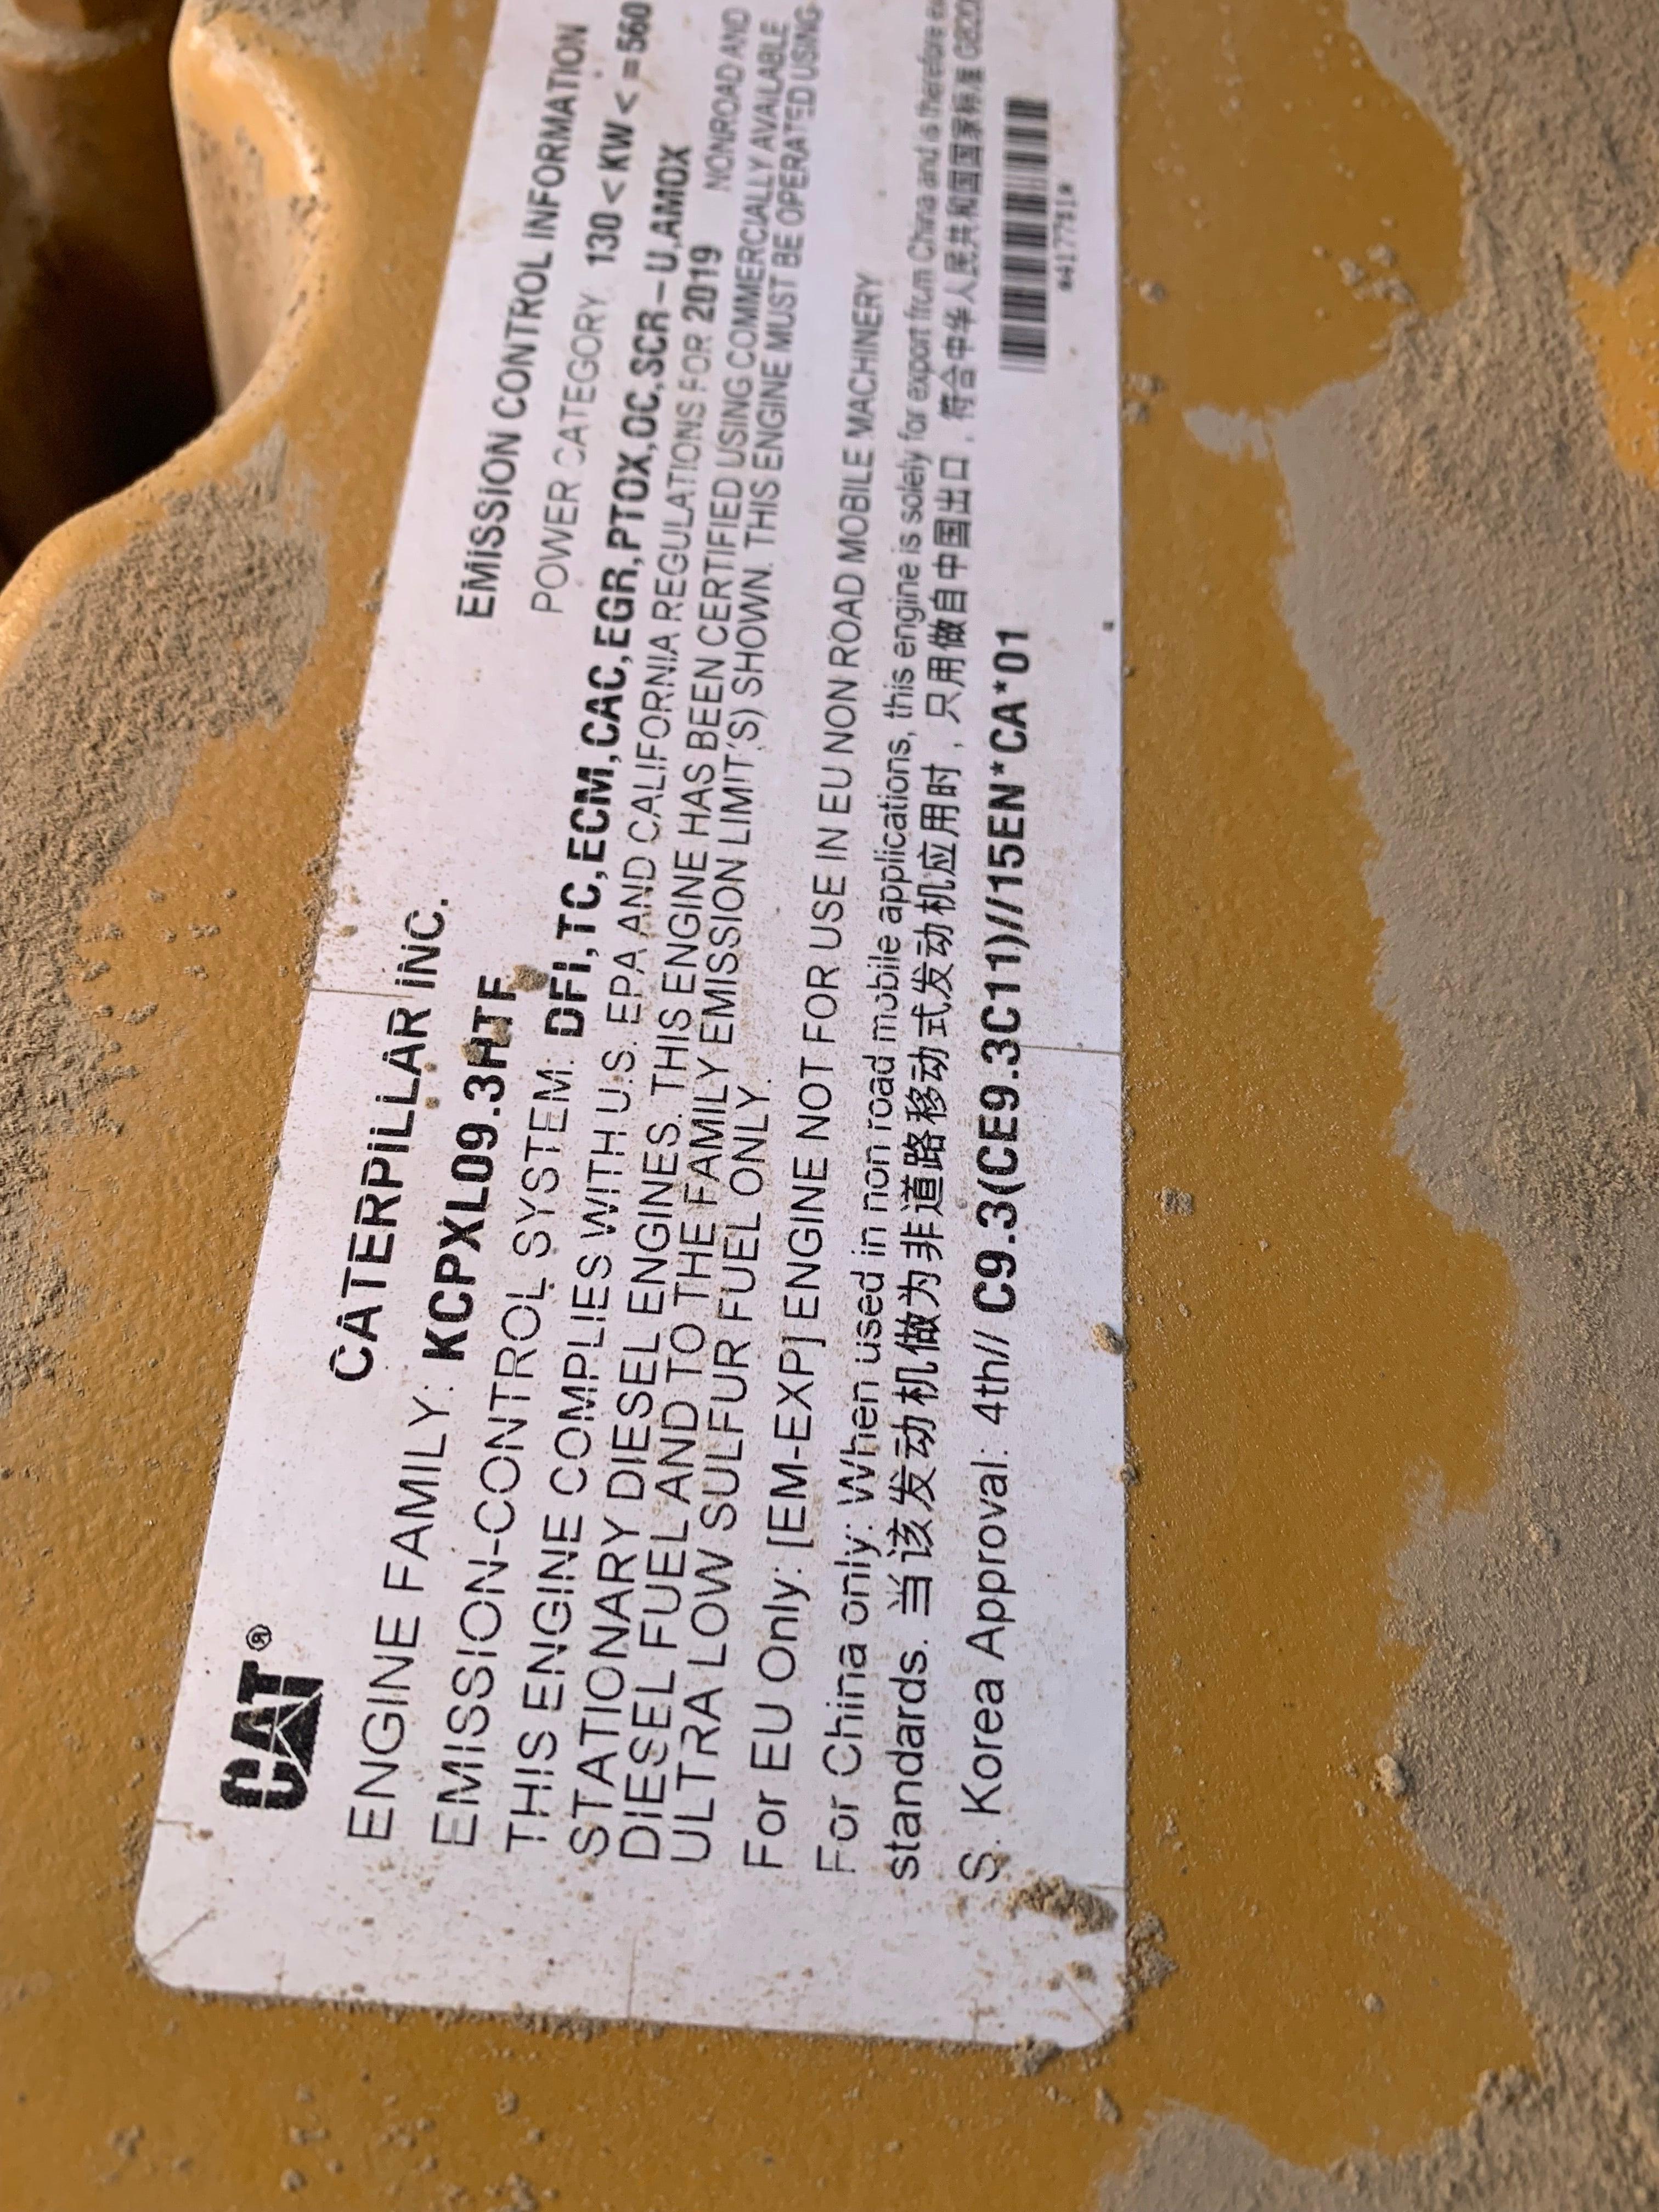 CAT®
CATERPILLAR INC.
EMISSION CONTROL INFORMATION
ENGINE FAMILY: KCPXL09.3HTF
POWER CATEGORY 130<KW<=560
EMISSION-CONTROL SYSTEM: DFI,TC,ECM,CAC,EGR,PTOX,OC,SCR-U,AMOX
THIS ENGINE COMPLIES WITH U.S. EPA AND CALIFORNIA REGULATIONS FOR 2019 NONROAD AND
STATIONARY DIESEL ENGINES. THIS ENGINE HAS BEEN CERTIFIED USING COMMERCIALLY AVAILABLE
DIESEL FUEL AND TO THE FAMILY EMISSION LIMIT(S) SHOWN. THIS ENGINE MUST BE OPERATED USING
ULTRA LOW SULFUR FUEL ONLY.
For EU Only: [EM-EXP] ENGINE NOT FOR USE IN EU NON ROAD MOBILE MACHINERY
For China only: When used in non road mobile applications, this engine is solely for export from China and is therefore
standards. 当该发动机做为非道路移动式发动机应用时，只用做自中国出口，符合中华人民共和国国家标准
S. Korea Approval: 4th// C9.3(CE9.3C11)//15EN*CA*01